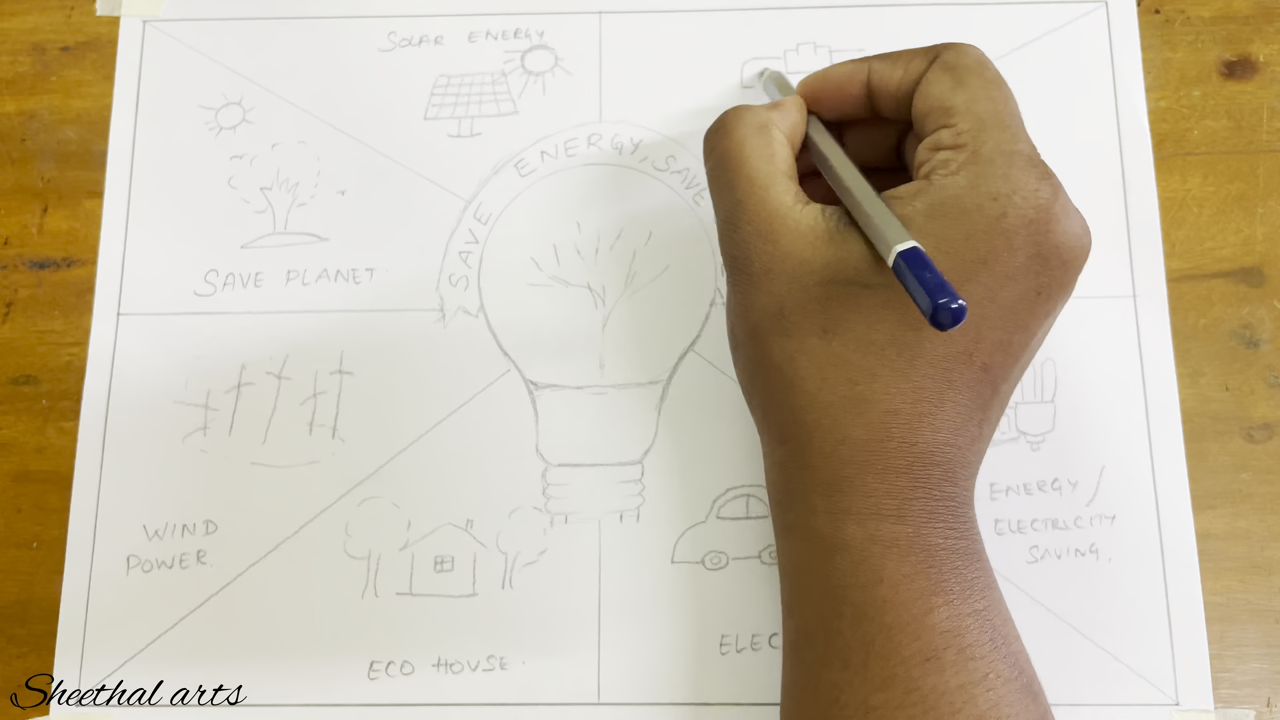 SOLAR ENERGY
SAVE ENERGY, SAVE
SAVE PLANET
WIND
POWER.
ENERGY /
ELECTRICITY
SAVING.
ECO HOUSE.
ELEC
Sheethal arts